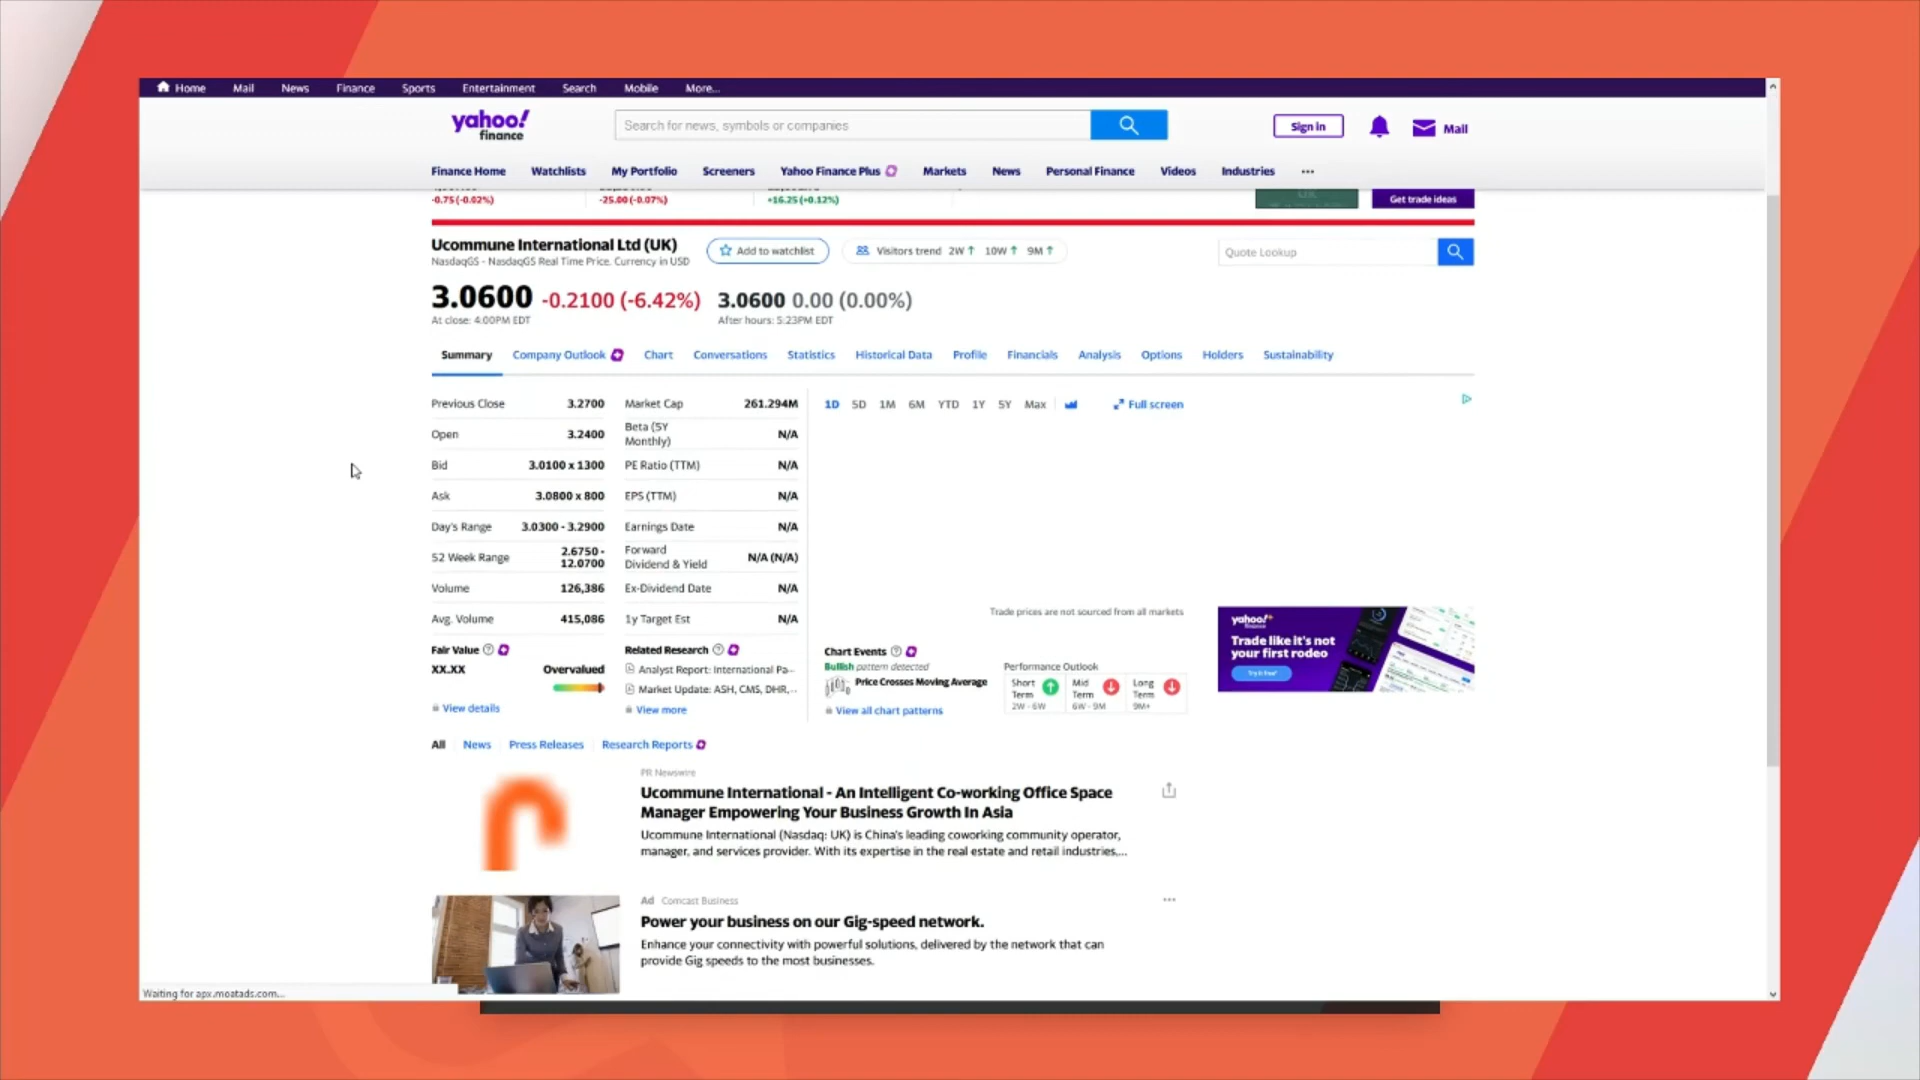 Home Mail News Finance Sports Entertainment Search Mobile More...
yahoo!
finance
Search for news, symbols or companies
Sign in
Mail
Finance Home Watchlists My Portfolio Screeners Yahoo Finance Plus Markets News Personal Finance Videos Industries ...
-0.75 (-0.02%) -25.00 (-0.07%) +16.25 (+0.12%)
Get trade ideas
Ucommune International Ltd (UK)
NasdaqGS - NasdaqGS Real Time Price. Currency in USD
Add to watchlist
Visitors trend 2W↑ 10W↑ 9M↑
Quote Lookup
3.0600 -0.2100 (-6.42%) 3.0600 0.00 (0.00%)
At close: 4:00PM EDT After hours: 5:23PM EDT
Summary Company Outlook Chart Conversations Statistics Historical Data Profile Financials Analysis Options Holders Sustainability
Previous Close 3.2700
Open 3.2400
Bid 3.0100 x 1300
Ask 3.0800 x 800
Day's Range 3.0300 - 3.2900
52 Week Range 2.6750 -
12.0700
Volume 126,386
Avg. Volume 415,086
Market Cap 261.294M
Beta (5Y
Monthly) N/A
PE Ratio (TTM) N/A
EPS (TTM) N/A
Earnings Date N/A
Forward
Dividend & Yield N/A (N/A)
Ex-Dividend Date N/A
1y Target Est N/A
1D 5D 1M 6M YTD 1Y 5Y Max
Full screen
Trade prices are not sourced from all markets
Fair Value
XX.XX Overvalued
View details
Related Research
Analyst Report: International Pa...
Market Update: ASH, CMS, DHR,...
View more
Chart Events
Bullish pattern detected
Price Crosses Moving Average
View all chart patterns
Performance Outlook
Short
Term
2W - 6W
Mid
Term
6W - 9M
Long
Term
9M+
yahoo!+
finance
Trade like it's not
your first rodeo
Try it free*
All News Press Releases Research Reports
PR Newswire
Ucommune International - An Intelligent Co-working Office Space
Manager Empowering Your Business Growth In Asia
Ucommune International (Nasdaq: UK) is China's leading coworking community operator,
manager, and services provider. With its expertise in the real estate and retail industries,...
Ad Comcast Business
Power your business on our Gig-speed network.
Enhance your connectivity with powerful solutions, delivered by the network that can
provide Gig speeds to the most businesses.
Waiting for apx.moatads.com...